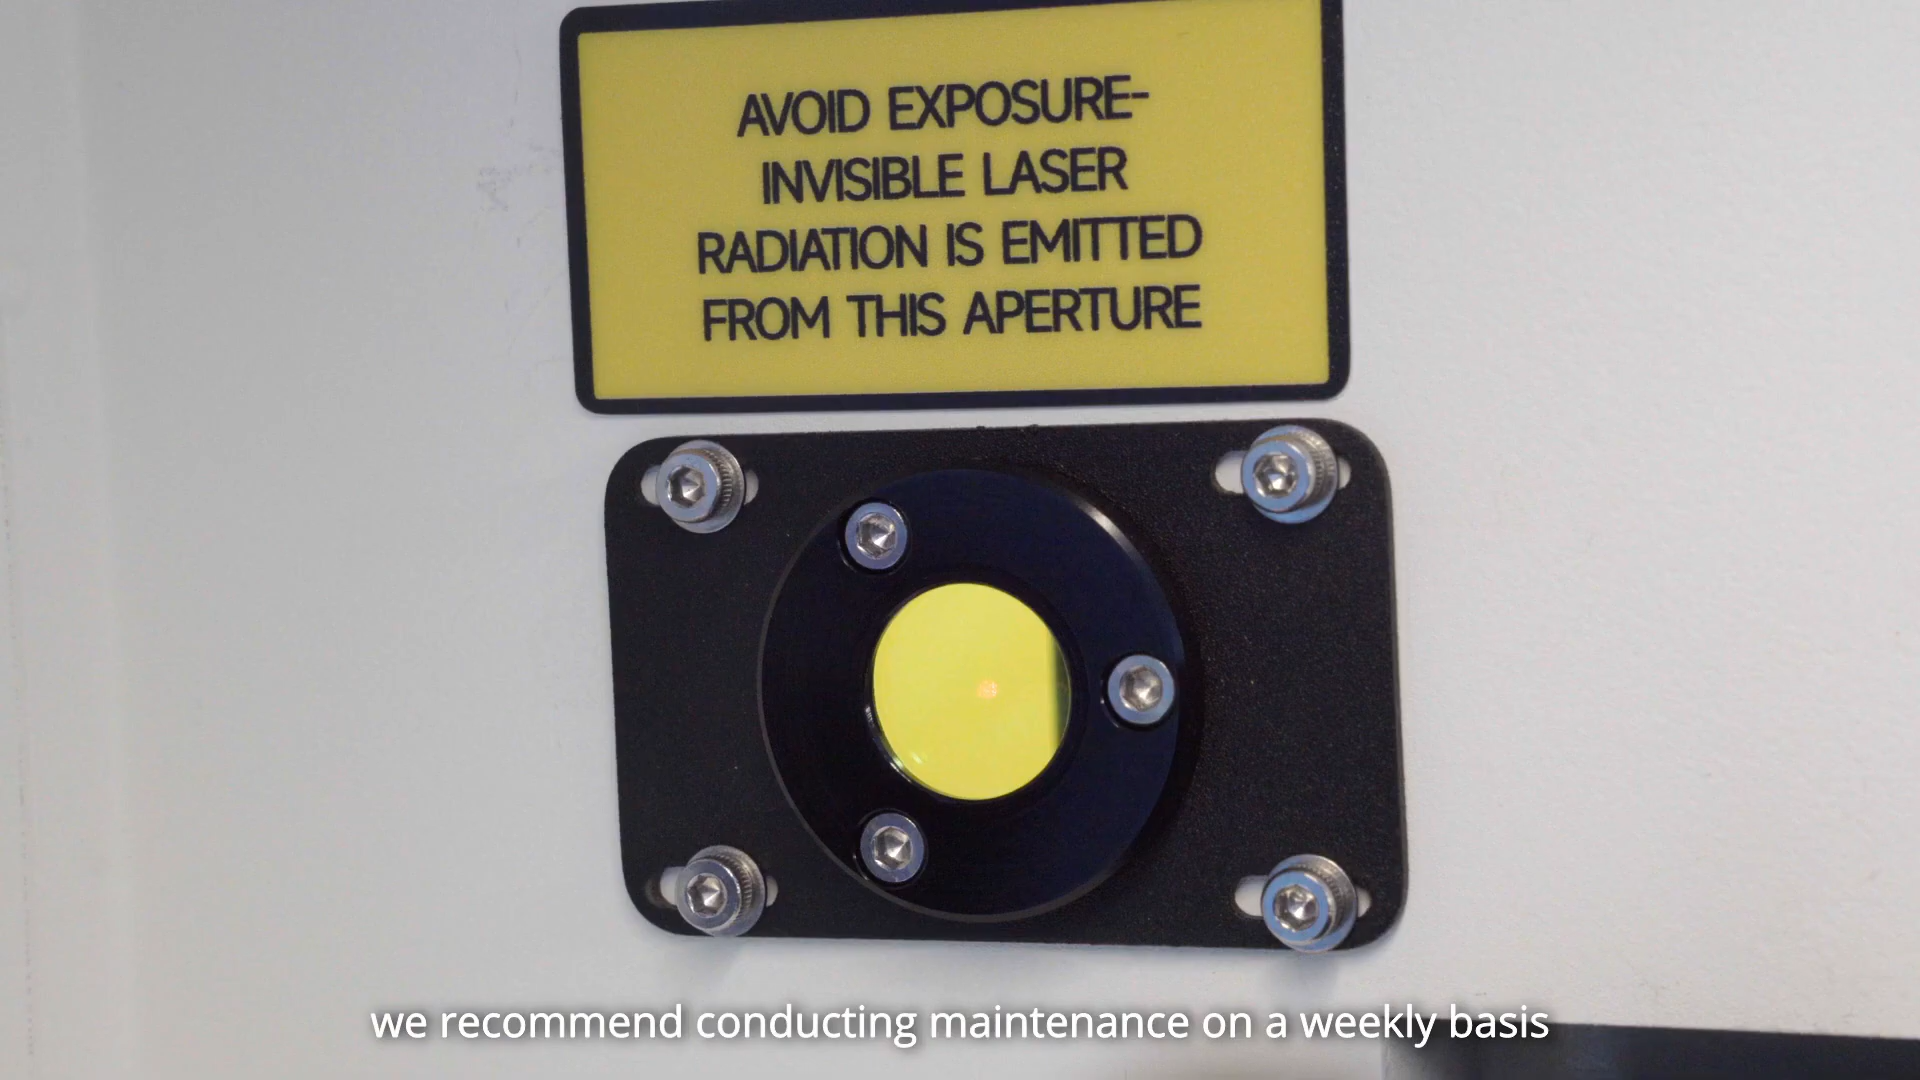 AVOID EXPOSURE-
INVISIBLE LASER
RADIATION IS EMITTED
FROM THIS APERTURE
we recommend conducting maintenance on a weekly basis